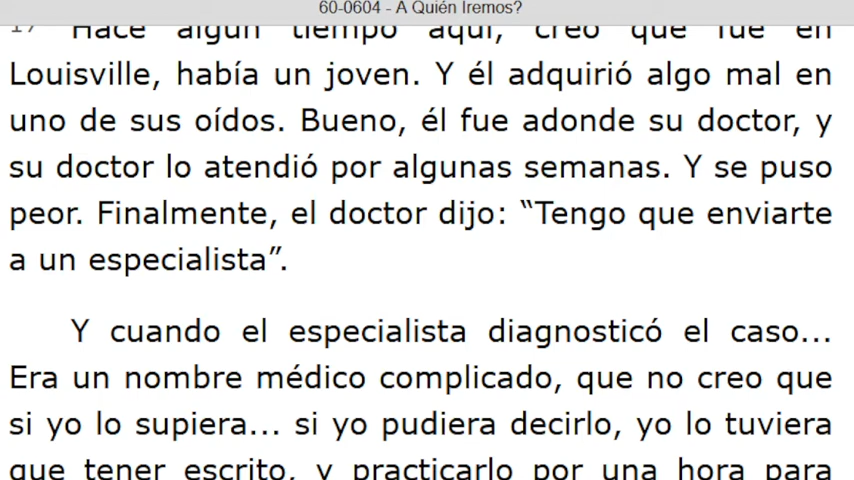 60-0604 - A Quién Iremos?
17 Hace algún tiempo aquí, creo que fue en
Louisville, había un joven. Y él adquirió algo mal en
uno de sus oídos. Bueno, él fue adonde su doctor, y
su doctor lo atendió por algunas semanas. Y se puso
peor. Finalmente, el doctor dijo: “Tengo que enviarte
a un especialista”.
Y cuando el especialista diagnosticó el caso...
Era un nombre médico complicado, que no creo que
si yo lo supiera... si yo pudiera decirlo, yo lo tuviera
que tener escrito, y practicarlo por una hora para